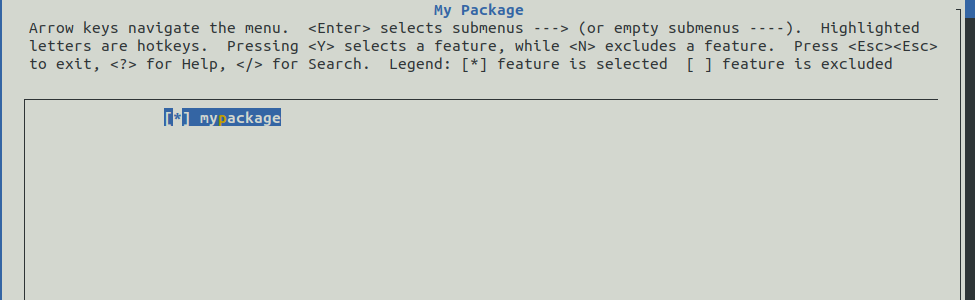 My Package
Arrow keys navigate the menu.  <Enter> selects submenus ---> (or empty submenus ----).  Highlighted
letters are hotkeys.  Pressing <Y> selects a feature, while <N> excludes a feature.  Press <Esc><Esc>
to exit, <?> for Help, </> for Search.  Legend: [*] feature is selected  [ ] feature is excluded
[*] mypackage